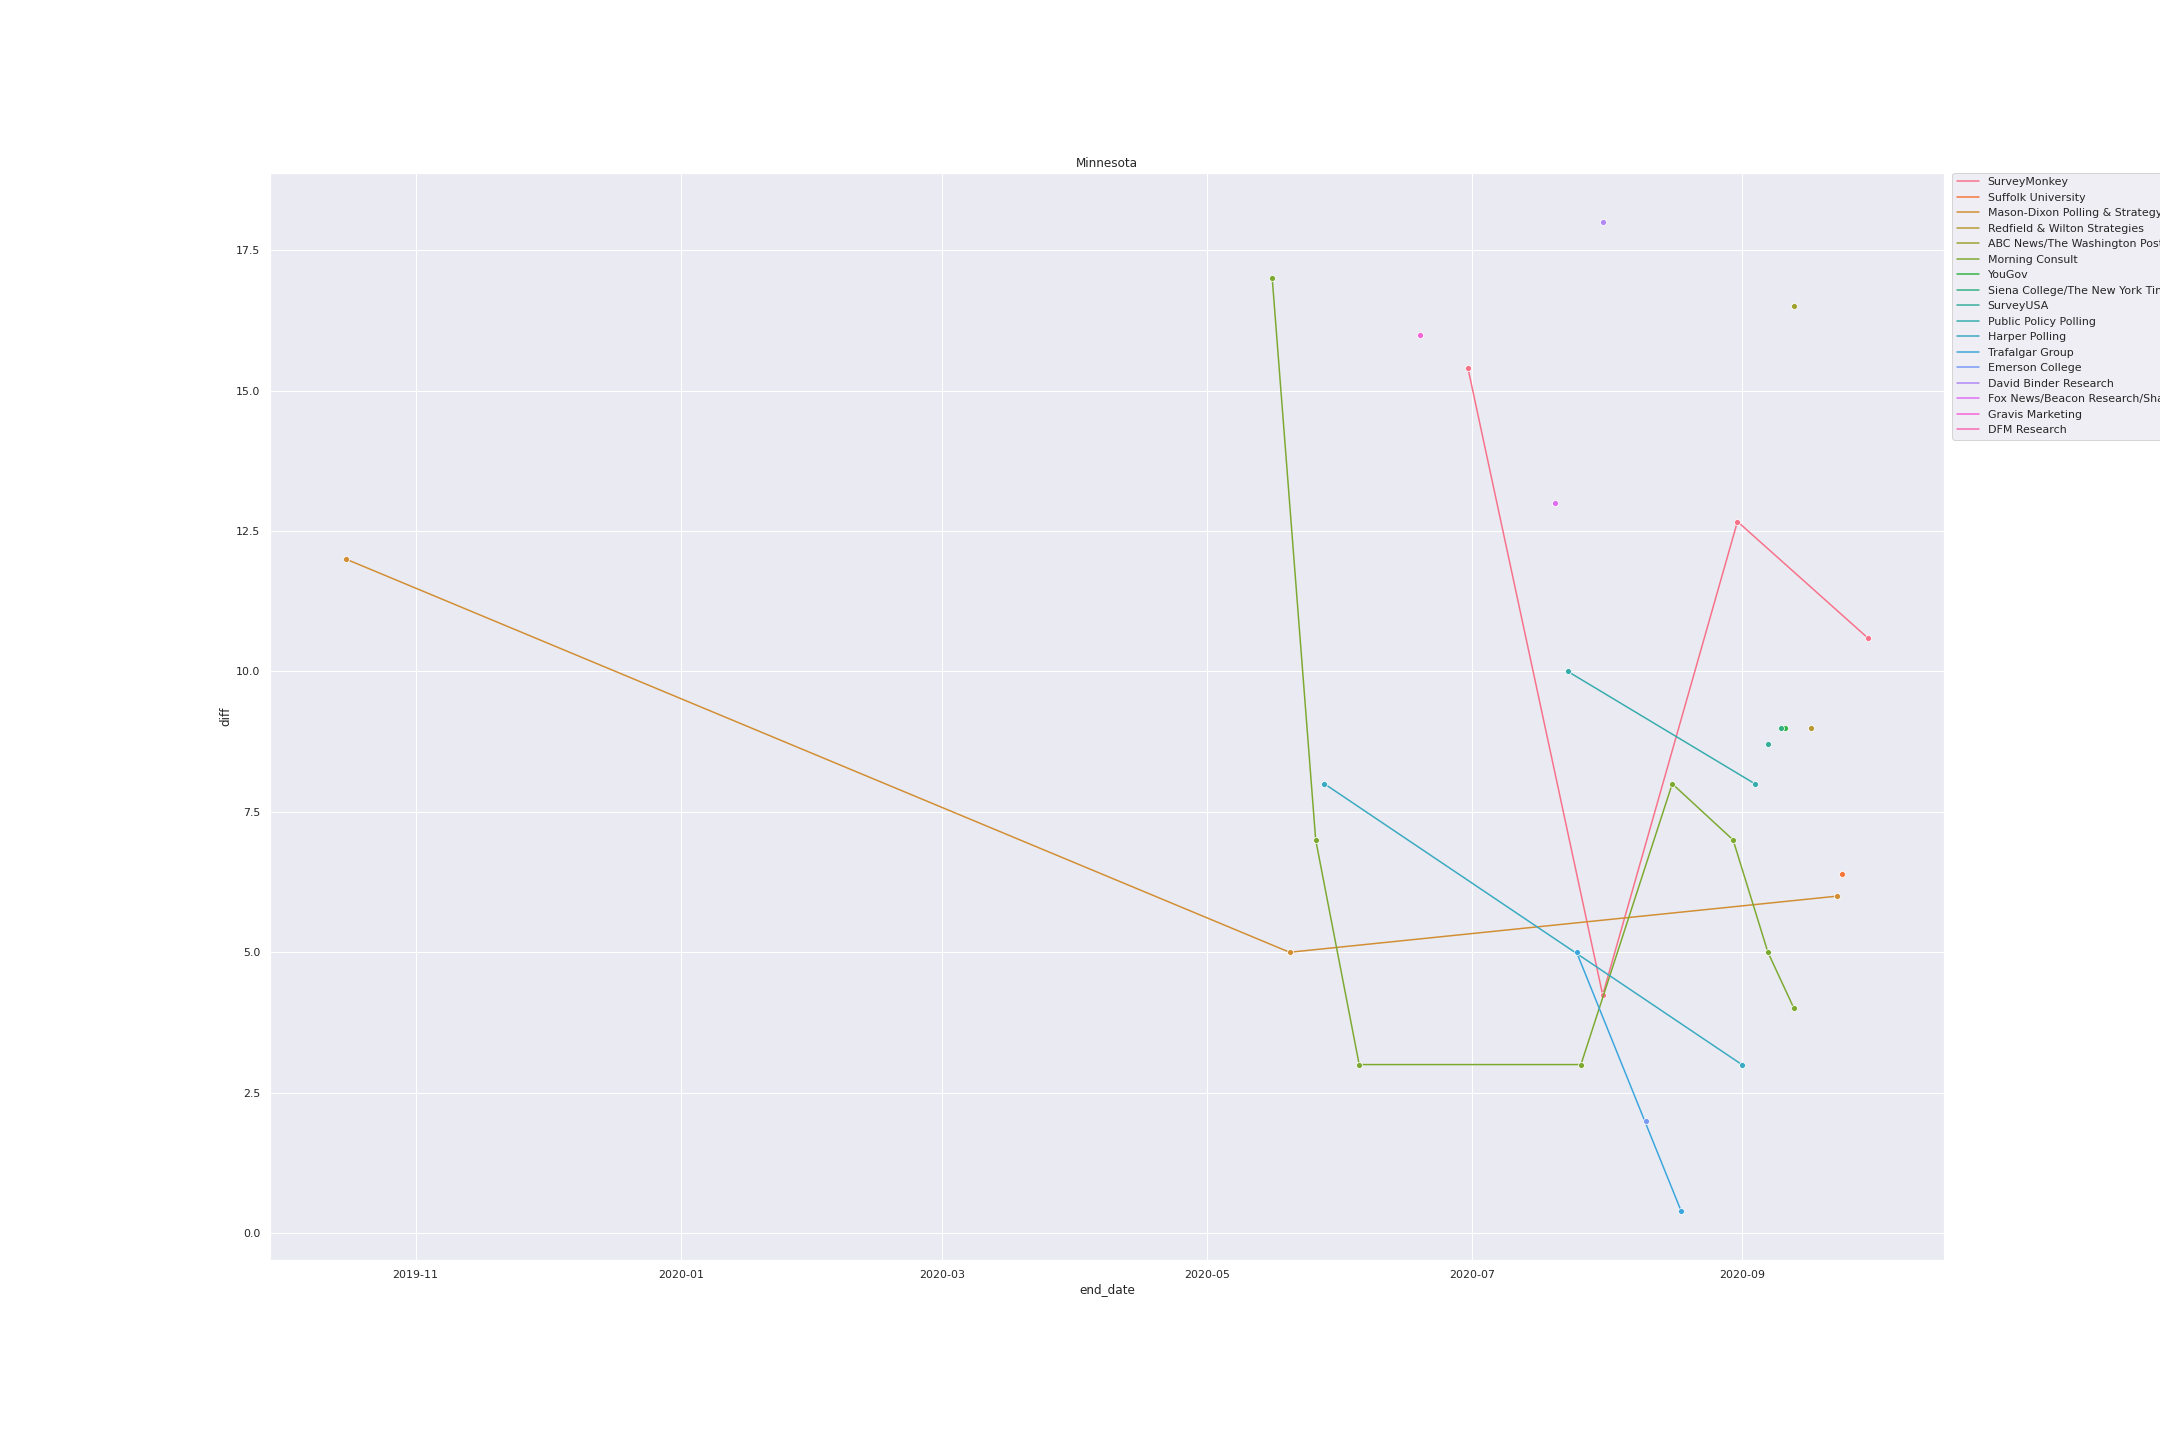 Minnesota
17.5
15.0
12.5
10.0
7.5
5.0
2.5
0.0
diff
2019-11
2020-01
2020-03
2020-05
2020-07
2020-09
end_date
SurveyMonkey
Suffolk University
Mason-Dixon Polling & Strategy
Redfield & Wilton Strategies
ABC News/The Washington Post
Morning Consult
YouGov
Siena College/The New York
SurveyUSA
Public Policy Polling
Harper Polling
Trafalgar Group
Emerson College
David Binder Research
Fox News/Beacon Research/
Gravis Marketing
DFM Research